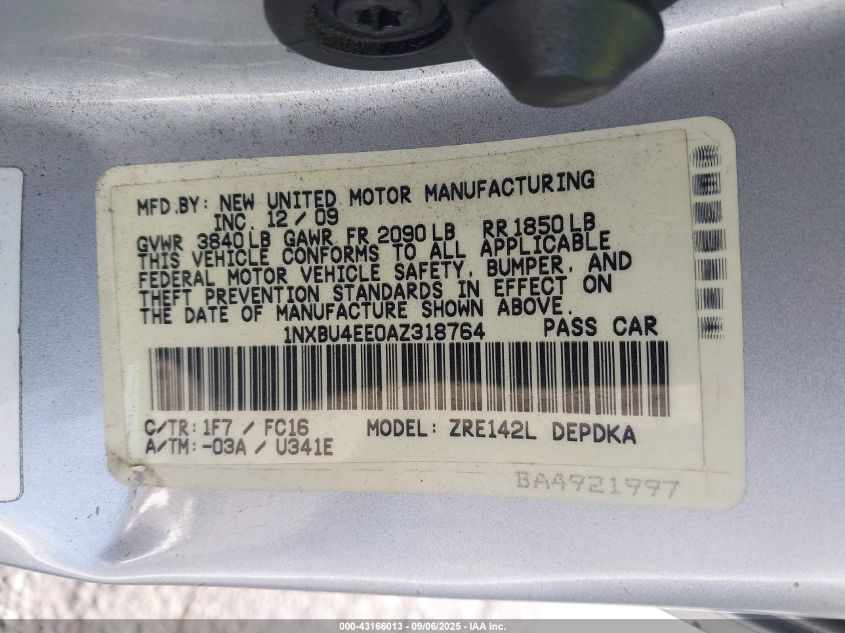 MFD.BY: NEW UNITED MOTOR MANUFACTURING
INC. 12 / 09
GVWR 3840 LB GAWR FR 2090 LB RR 1850 LB
THIS VEHICLE CONFORMS TO ALL APPLICABLE
FEDERAL MOTOR VEHICLE SAFETY, BUMPER, AND
THEFT PREVENTION STANDARDS IN EFFECT ON
THE DATE OF MANUFACTURE SHOWN ABOVE.
1NXBU4EE0AZ318764 PASS CAR
C/TR: 1F7 / FC16 MODEL: ZRE142L DEPDKA
A/TM: -03A / U341E
BA4921997
000-43166013 - 09/06/2025 - IAA Inc.